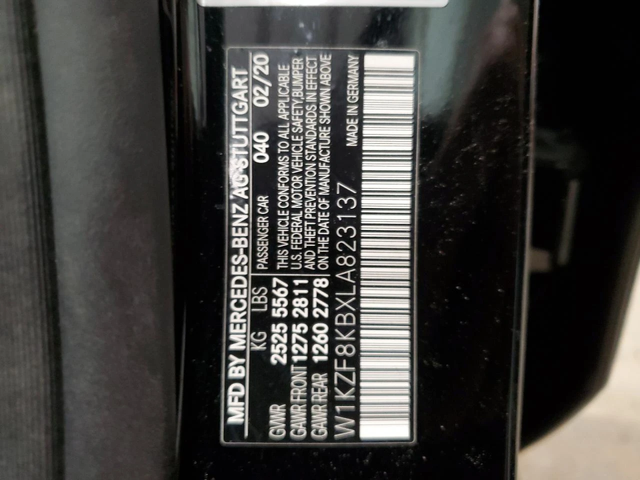 MFD BY MERCEDES-BENZ AG-STUTTGART
KG LBS PASSENGER CAR 040 02/20
GVWR 2525 5567
GAWR FRONT 1275 2811
GAWR REAR 1260 2778
THIS VEHICLE CONFORMS TO ALL APPLICABLE
U.S. FEDERAL MOTOR VEHICLE SAFETY,BUMPER
AND THEFT PREVENTION STANDARDS IN EFFECT
ON THE DATE OF MANUFACTURE SHOWN ABOVE
W1KZF8KBXLA823137 MADE IN GERMANY